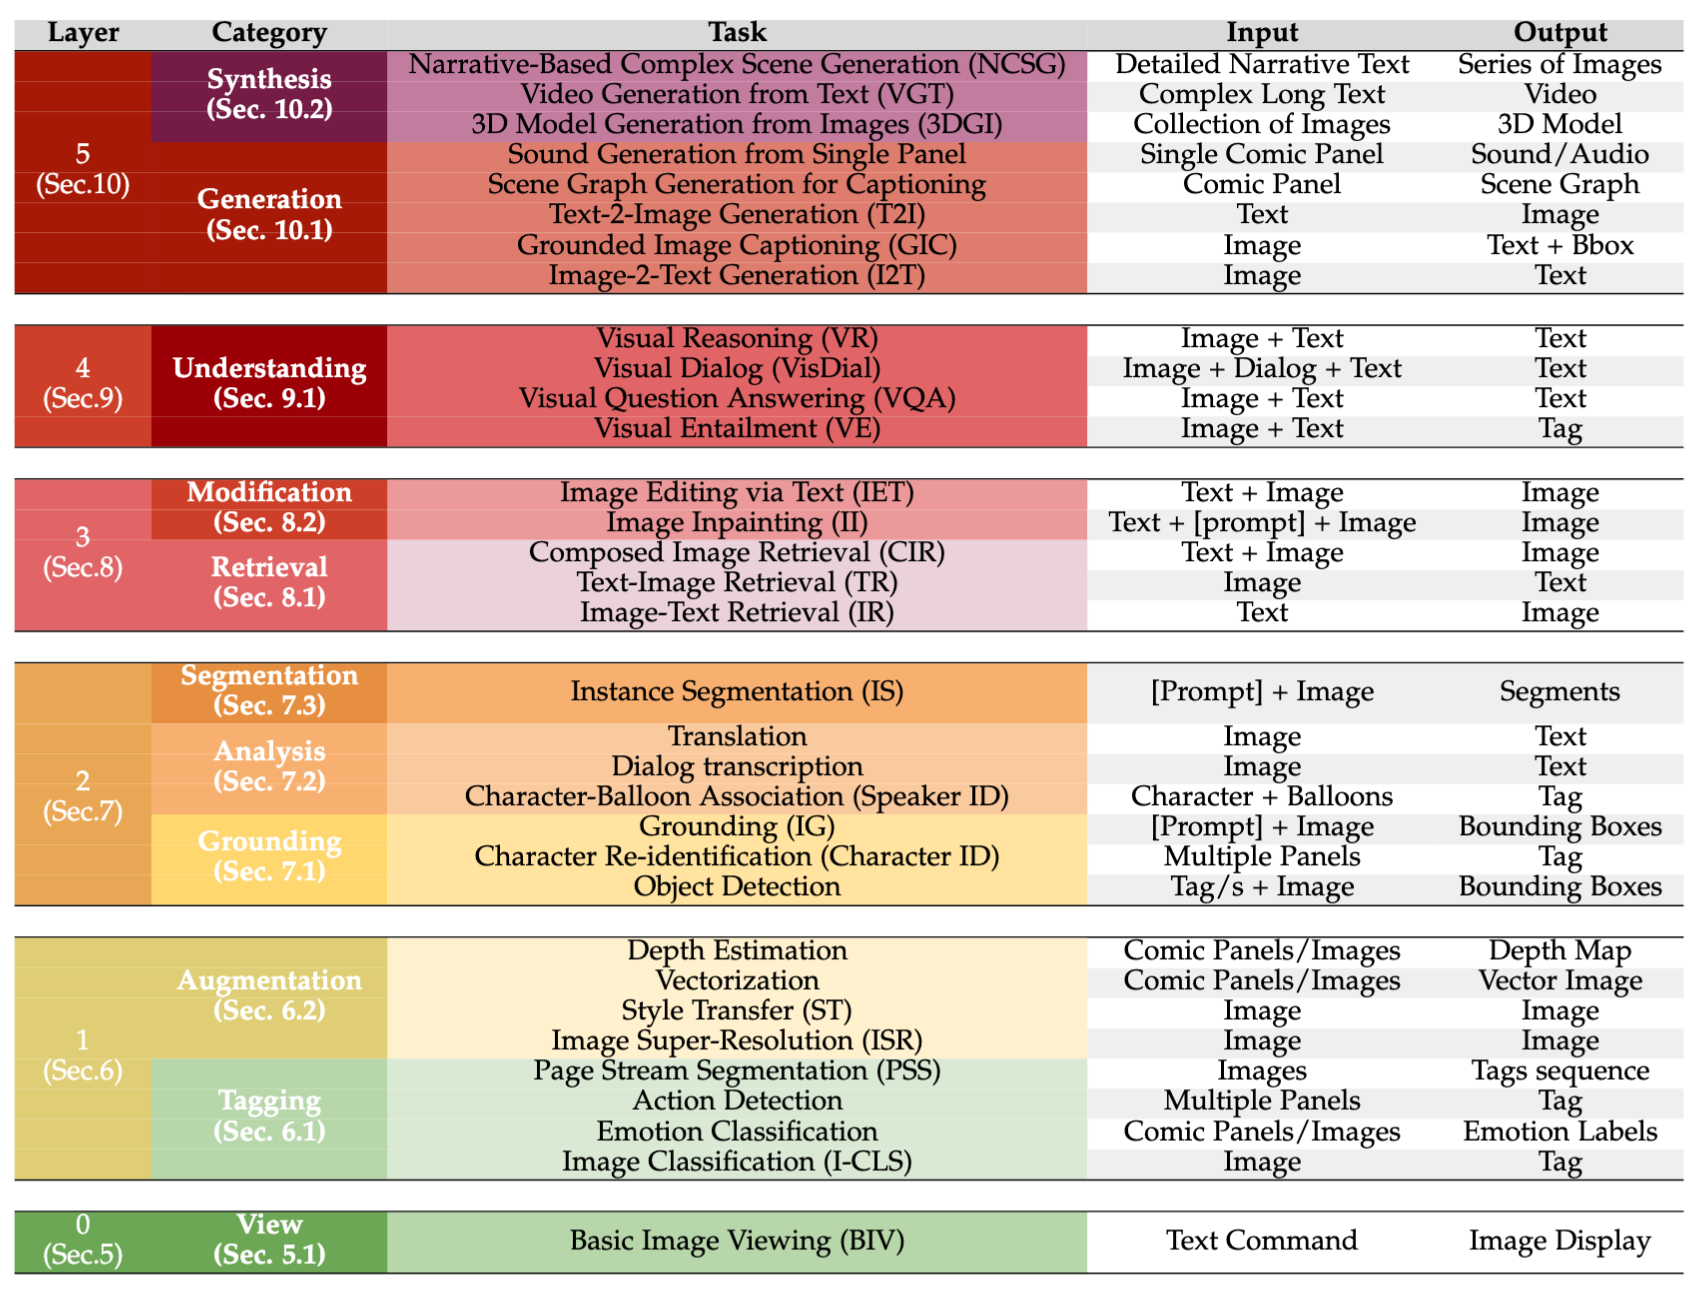 Layer Category Task Input Output
5 (Sec.10) Synthesis (Sec. 10.2) Narrative-Based Complex Scene Generation (NCSG) Detailed Narrative Text Series of Images
Video Generation from Text (VGT) Complex Long Text Video
3D Model Generation from Images (3DGI) Collection of Images 3D Model
Generation (Sec. 10.1) Sound Generation from Single Panel Single Comic Panel Sound/Audio
Scene Graph Generation for Captioning Comic Panel Scene Graph
Text-2-Image Generation (T2I) Text Image
Grounded Image Captioning (GIC) Image Text + Bbox
Image-2-Text Generation (I2T) Image Text
4 (Sec.9) Understanding (Sec. 9.1) Visual Reasoning (VR) Image + Text Text
Visual Dialog (VisDial) Image + Dialog + Text Text
Visual Question Answering (VQA) Image + Text Text
Visual Entailment (VE) Image + Text Tag
3 (Sec.8) Modification (Sec. 8.2) Image Editing via Text (IET) Text + Image Image
Image Inpainting (II) Text + [prompt] + Image Image
Retrieval (Sec. 8.1) Composed Image Retrieval (CIR) Text + Image Image
Text-Image Retrieval (TR) Image Text
Image-Text Retrieval (IR) Text Image
2 (Sec.7) Segmentation (Sec. 7.3) Instance Segmentation (IS) [Prompt] + Image Segments
Analysis (Sec. 7.2) Translation Image Text
Dialog transcription Image Text
Character-Balloon Association (Speaker ID) Character + Balloons Tag
Grounding (Sec. 7.1) Grounding (IG) [Prompt] + Image Bounding Boxes
Character Re-identification (Character ID) Multiple Panels Tag
Object Detection Tag/s + Image Bounding Boxes
1 (Sec.6) Augmentation (Sec. 6.2) Depth Estimation Comic Panels/Images Depth Map
Vectorization Comic Panels/Images Vector Image
Style Transfer (ST) Image Image
Image Super-Resolution (ISR) Image Image
Tagging (Sec. 6.1) Page Stream Segmentation (PSS) Images Tags sequence
Action Detection Multiple Panels Tag
Emotion Classification Comic Panels/Images Emotion Labels
Image Classification (I-CLS) Image Tag
0 (Sec.5) View (Sec. 5.1) Basic Image Viewing (BIV) Text Command Image Display